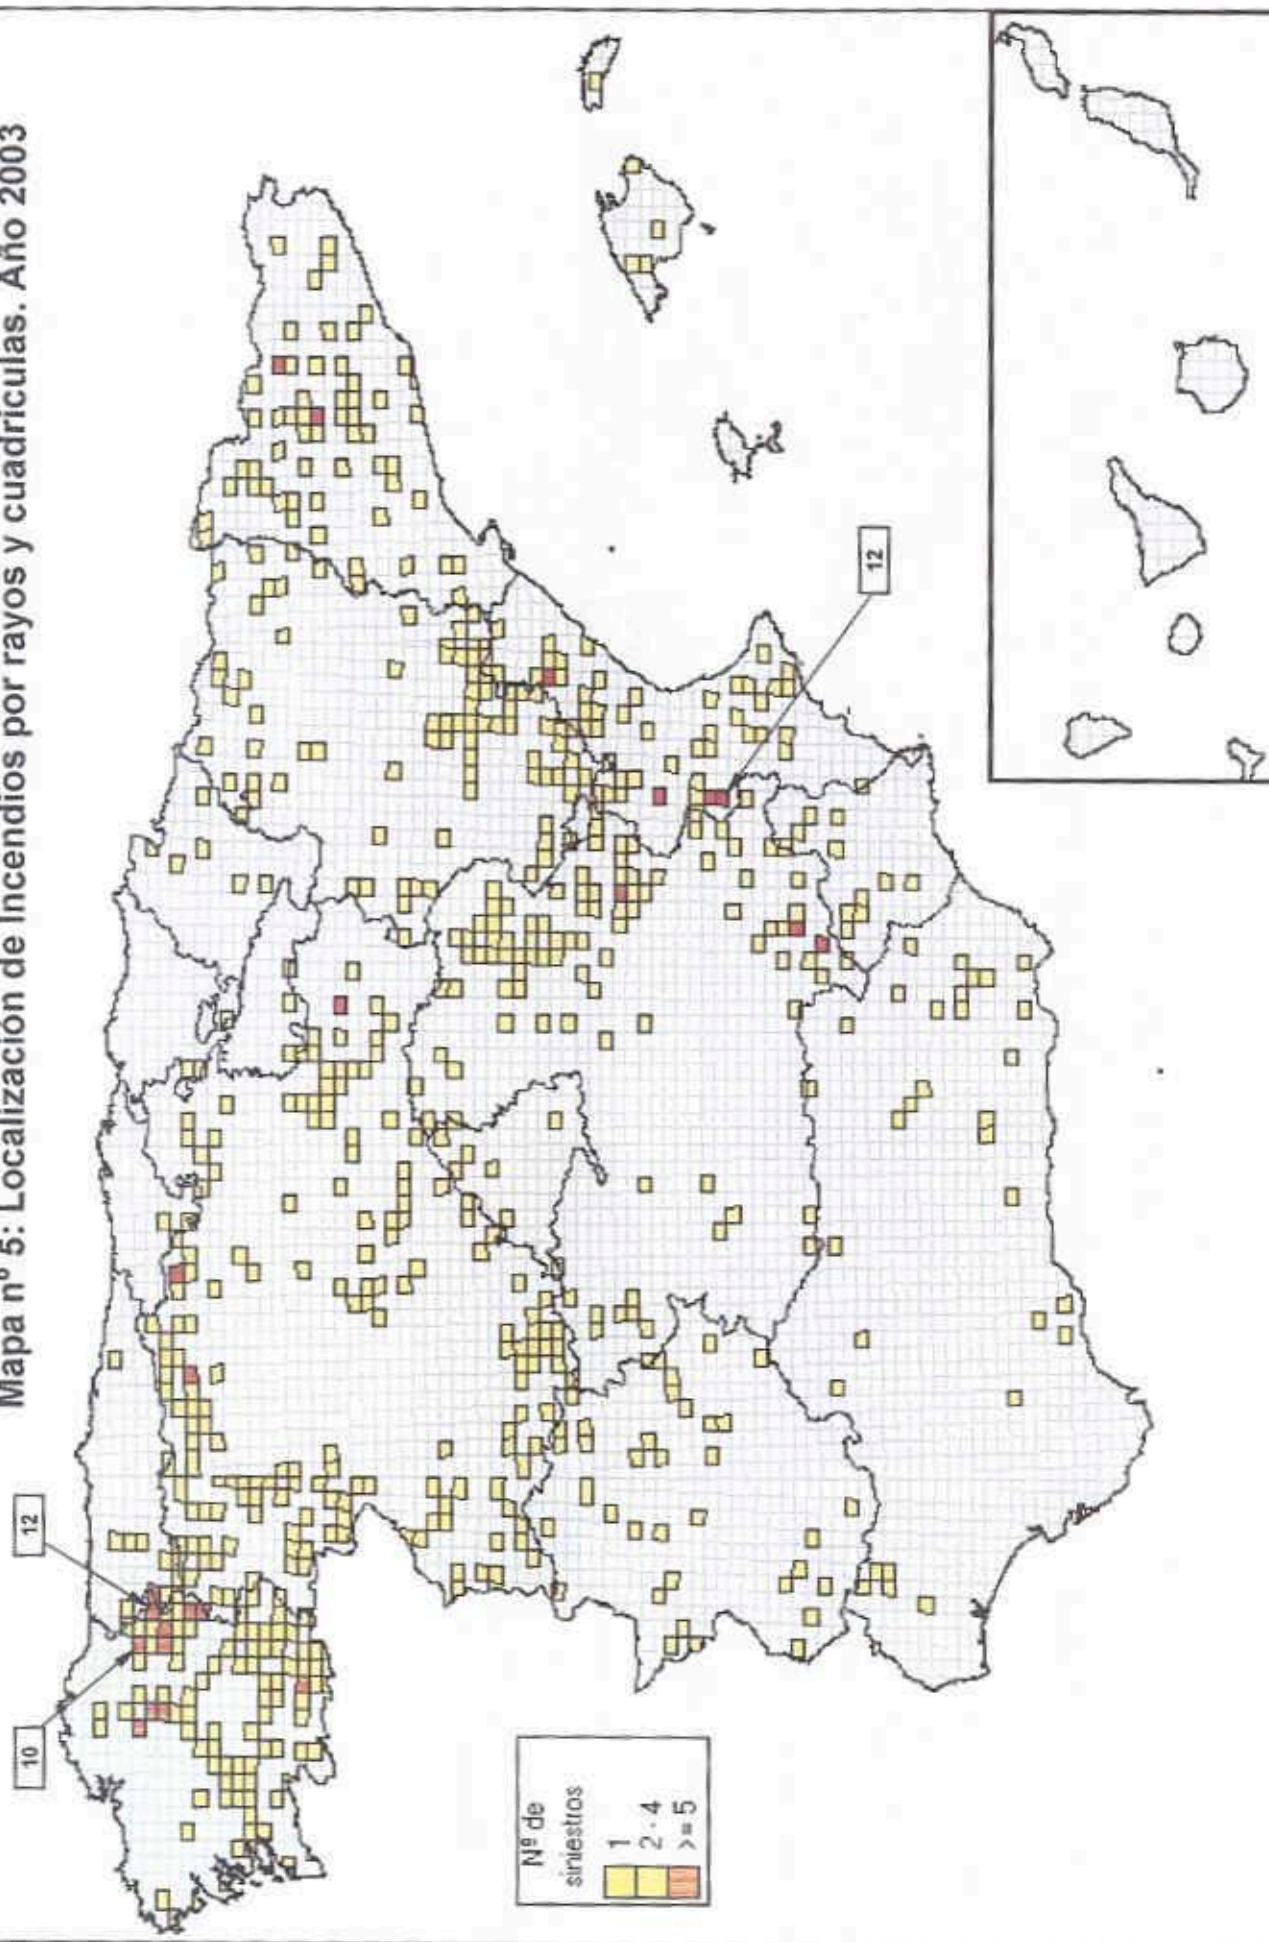 Mapa nº 5: Localización de Incendios por rayos y cuadrículas. Año 2003
10
12
12
Nº de
siniestros
1
2 - 4
>= 5